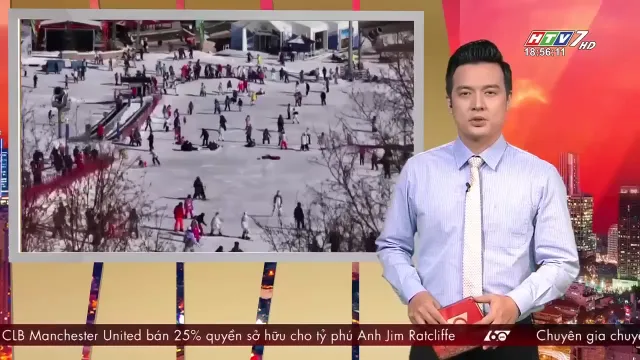 HTV7 HD
18:56:11
CLB Manchester United bán 25% quyền sở hữu cho tỷ phú Anh Jim Ratcliffe 60 Chuyên gia chuy